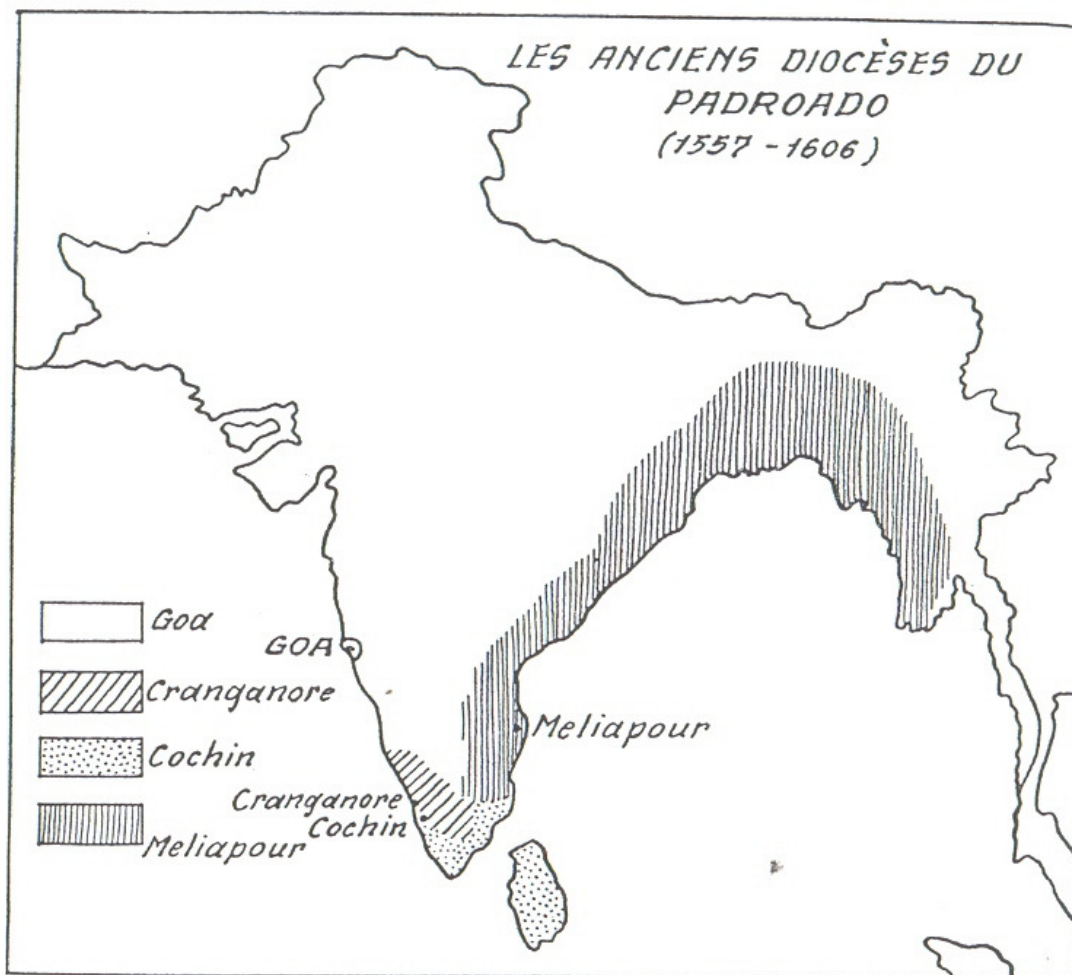 LES ANCIENS DIOCÈSES DU
PADROADO
(1557 - 1606)
Goa
GOA
Cranganore
Meliapour
Cochin
Cranganore
Cochin
Meliapour